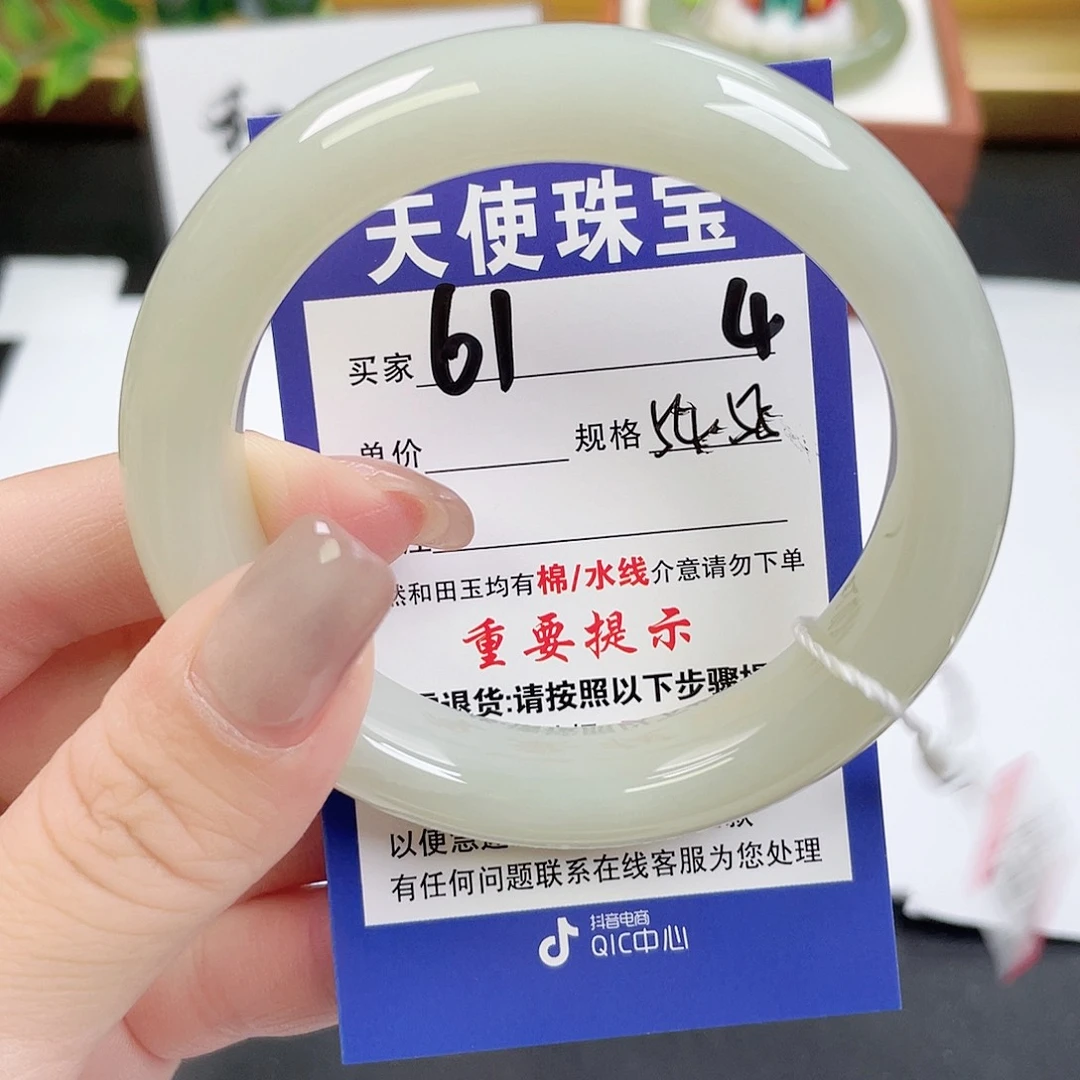 天使珠宝
买家 61 4
单价 规格 54-56
然和田玉均有棉/水线介意请勿下单
重要提示
退货:请按照以下步骤
以便急
有任何问题联系在线客服为您处理
抖音电商
QIC中心